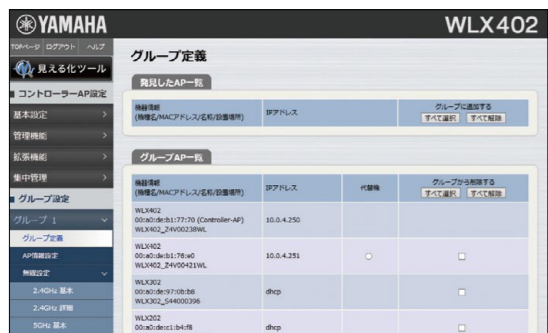 YAMAHA
WLX402
TOPページ ログアウト ヘルプ
見える化ツール
コントローラーAP設定
基本設定
管理機能
拡張機能
集中管理
グループ設定
グループ 1
グループ定義
AP情報設定
無線設定
2.4GHz 基本
2.4GHz 詳細
5GHz 基本
グループ定義
発見したAP一覧
機器情報
(機種名/MACアドレス/名称/設置場所)
IPアドレス
グループに追加する
すべて選択 すべて解除
グループAP一覧
機器情報
(機種名/MACアドレス/名称/設置場所)
IPアドレス
代替機
グループから削除する
すべて選択 すべて解除
WLX402
00:a0:de:b1:77:70 (Controller-AP)
WLX402_Z4V00238WL
10.0.4.250
WLX402
00:a0:de:b1:76:e0
WLX402_Z4V00421WL
10.0.4.251
WLX302
00:a0:de:97:0b:b8
WLX302_S44000396
dhcp
WLX202
00:a0:de:c1:b4:f8
dhcp